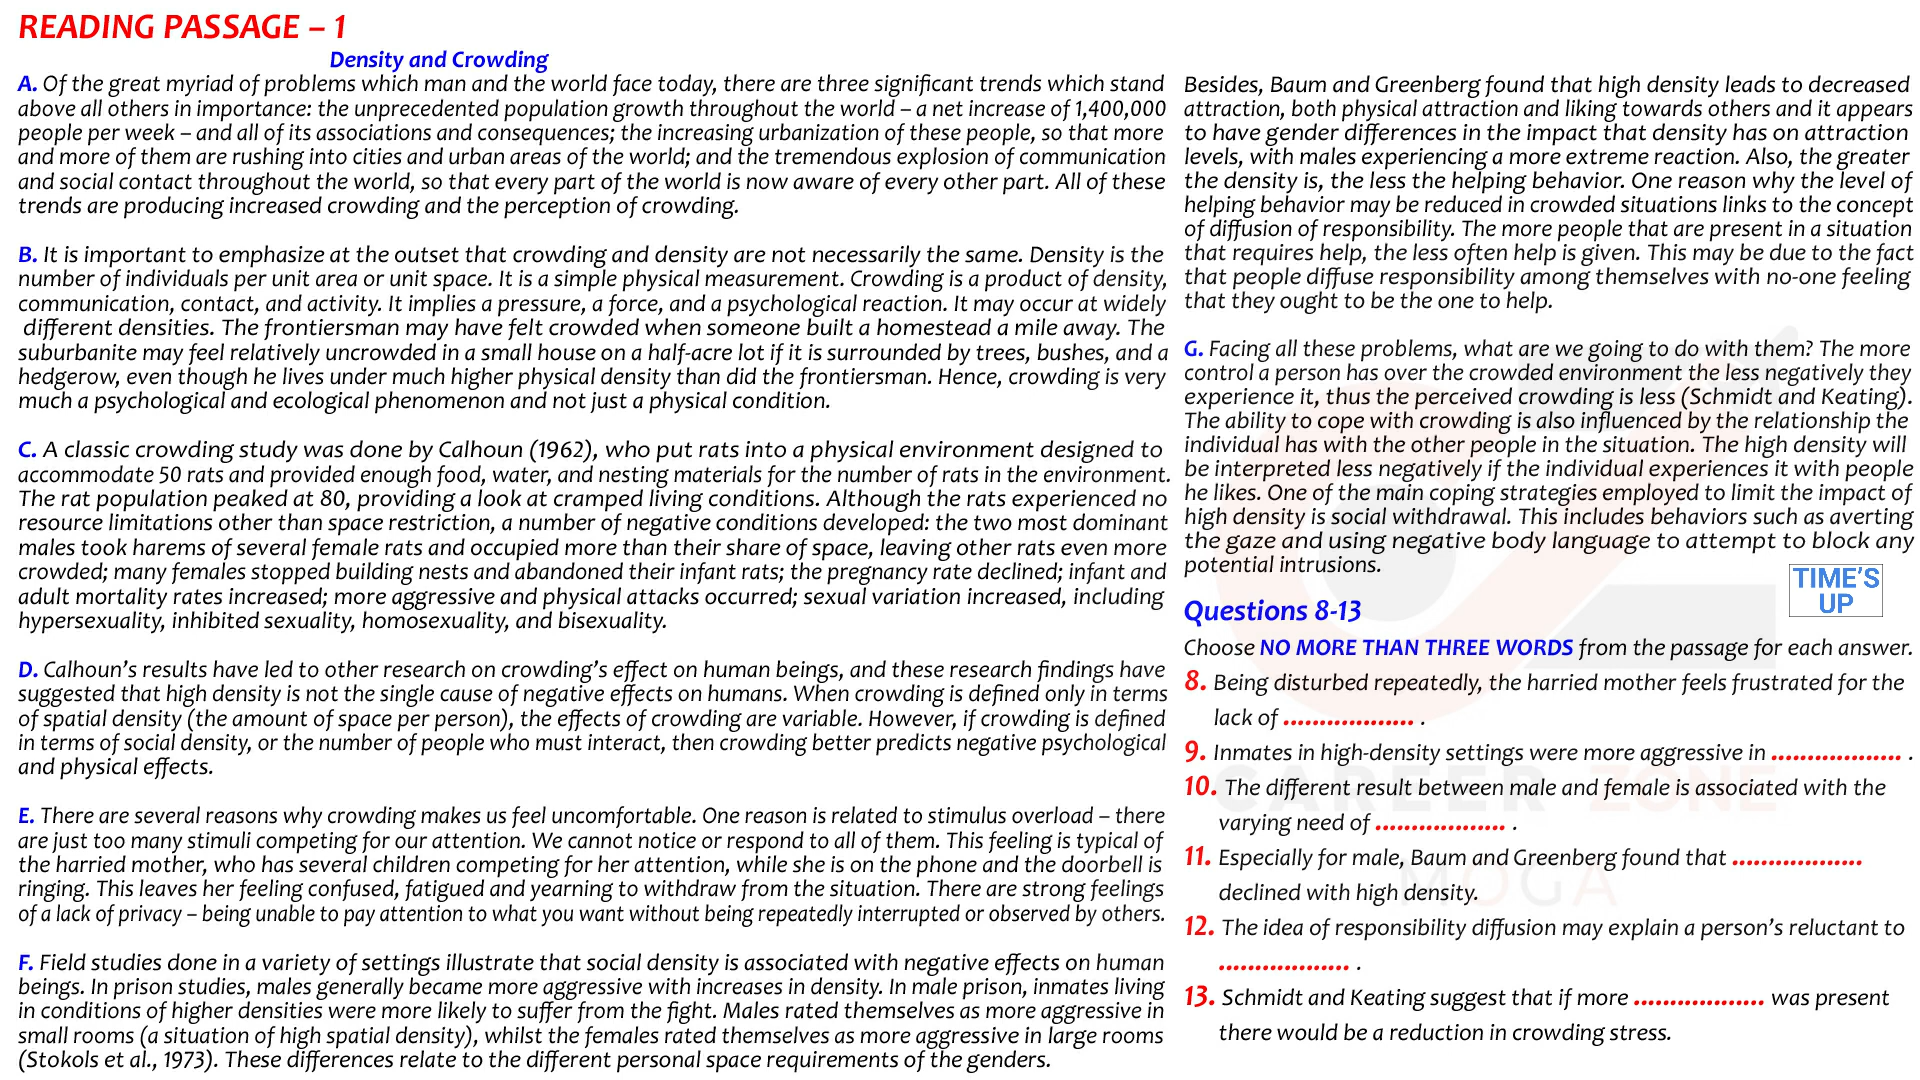 READING PASSAGE – 1
Density and Crowding
A. Of the great myriad of problems which man and the world face today, there are three significant trends which stand
above all others in importance: the unprecedented population growth throughout the world – a net increase of 1,400,000
people per week – and all of its associations and consequences; the increasing urbanization of these people, so that more
and more of them are rushing into cities and urban areas of the world; and the tremendous explosion of communication
and social contact throughout the world, so that every part of the world is now aware of every other part. All of these
trends are producing increased crowding and the perception of crowding.
B. It is important to emphasize at the outset that crowding and density are not necessarily the same. Density is the
number of individuals per unit area or unit space. It is a simple physical measurement. Crowding is a product of density,
communication, contact, and activity. It implies a pressure, a force, and a psychological reaction. It may occur at widely
different densities. The frontiersman may have felt crowded when someone built a homestead a mile away. The
suburbanite may feel relatively uncrowded in a small house on a half-acre lot if it is surrounded by trees, bushes, and a
hedgerow, even though he lives under much higher physical density than did the frontiersman. Hence, crowding is very
much a psychological and ecological phenomenon and not just a physical condition.
C. A classic crowding study was done by Calhoun (1962), who put rats into a physical environment designed to
accommodate 50 rats and provided enough food, water, and nesting materials for the number of rats in the environment.
The rat population peaked at 80, providing a look at cramped living conditions. Although the rats experienced no
resource limitations other than space restriction, a number of negative conditions developed: the two most dominant
males took harems of several female rats and occupied more than their share of space, leaving other rats even more
crowded; many females stopped building nests and abandoned their infant rats; the pregnancy rate declined; infant and
adult mortality rates increased; more aggressive and physical attacks occurred; sexual variation increased, including
hypersexuality, inhibited sexuality, homosexuality, and bisexuality.
D. Calhoun's results have led to other research on crowding's effect on human beings, and these research findings have
suggested that high density is not the single cause of negative effects on humans. When crowding is defined only in terms
of spatial density (the amount of space per person), the effects of crowding are variable. However, if crowding is defined
in terms of social density, or the number of people who must interact, then crowding better predicts negative psychological
and physical effects.
E. There are several reasons why crowding makes us feel uncomfortable. One reason is related to stimulus overload – there
are just too many stimuli competing for our attention. We cannot notice or respond to all of them. This feeling is typical of
the harried mother, who has several children competing for her attention, while she is on the phone and the doorbell is
ringing. This leaves her feeling confused, fatigued and yearning to withdraw from the situation. There are strong feelings
of a lack of privacy – being unable to pay attention to what you want without being repeatedly interrupted or observed by others.
F. Field studies done in a variety of settings illustrate that social density is associated with negative effects on human
beings. In prison studies, males generally became more aggressive with increases in density. In male prison, inmates living
in conditions of higher densities were more likely to suffer from the fight. Males rated themselves as more aggressive in
small rooms (a situation of high spatial density), whilst the females rated themselves as more aggressive in large rooms
(Stokols et al., 1973). These differences relate to the different personal space requirements of the genders.
Besides, Baum and Greenberg found that high density leads to decreased
attraction, both physical attraction and liking towards others and it appears
to have gender differences in the impact that density has on attraction
levels, with males experiencing a more extreme reaction. Also, the greater
the density is, the less the helping behavior. One reason why the level of
helping behavior may be reduced in crowded situations links to the concept
of diffusion of responsibility. The more people that are present in a situation
that requires help, the less often help is given. This may be due to the fact
that people diffuse responsibility among themselves with no-one feeling
that they ought to be the one to help.
G. Facing all these problems, what are we going to do with them? The more
control a person has over the crowded environment the less negatively they
experience it, thus the perceived crowding is less (Schmidt and Keating).
The ability to cope with crowding is also influenced by the relationship the
individual has with the other people in the situation. The high density will
be interpreted less negatively if the individual experiences it with people
he likes. One of the main coping strategies employed to limit the impact of
high density is social withdrawal. This includes behaviors such as averting
the gaze and using negative body language to attempt to block any
potential intrusions.
TIME'S
UP
Questions 8-13
Choose NO MORE THAN THREE WORDS from the passage for each answer.
8. Being disturbed repeatedly, the harried mother feels frustrated for the
lack of .................. .
9. Inmates in high-density settings were more aggressive in .................. .
10. The different result between male and female is associated with the
varying need of .................. .
11. Especially for male, Baum and Greenberg found that ..................
declined with high density.
12. The idea of responsibility diffusion may explain a person's reluctant to
.................. .
13. Schmidt and Keating suggest that if more .................. was present
there would be a reduction in crowding stress.
CAREER ZONE
MOGA